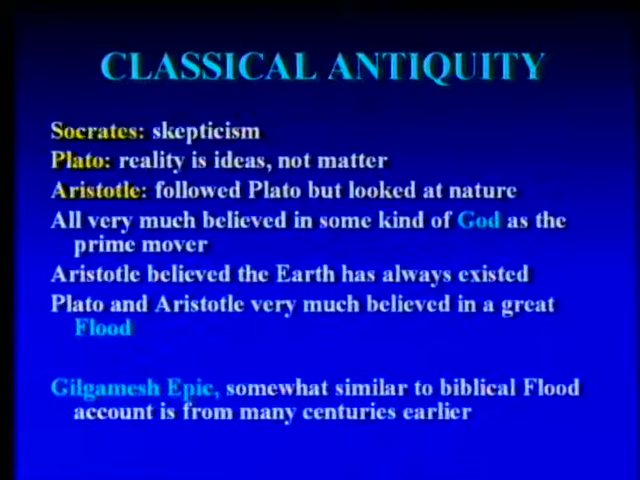 CLASSICAL ANTIQUITY
Socrates: skepticism
Plato: reality is ideas, not matter
Aristotle: followed Plato but looked at nature
All very much believed in some kind of God as the
prime mover
Aristotle believed the Earth has always existed
Plato and Aristotle very much believed in a great
Flood
Gilgamesh Epic, somewhat similar to biblical Flood
account is from many centuries earlier